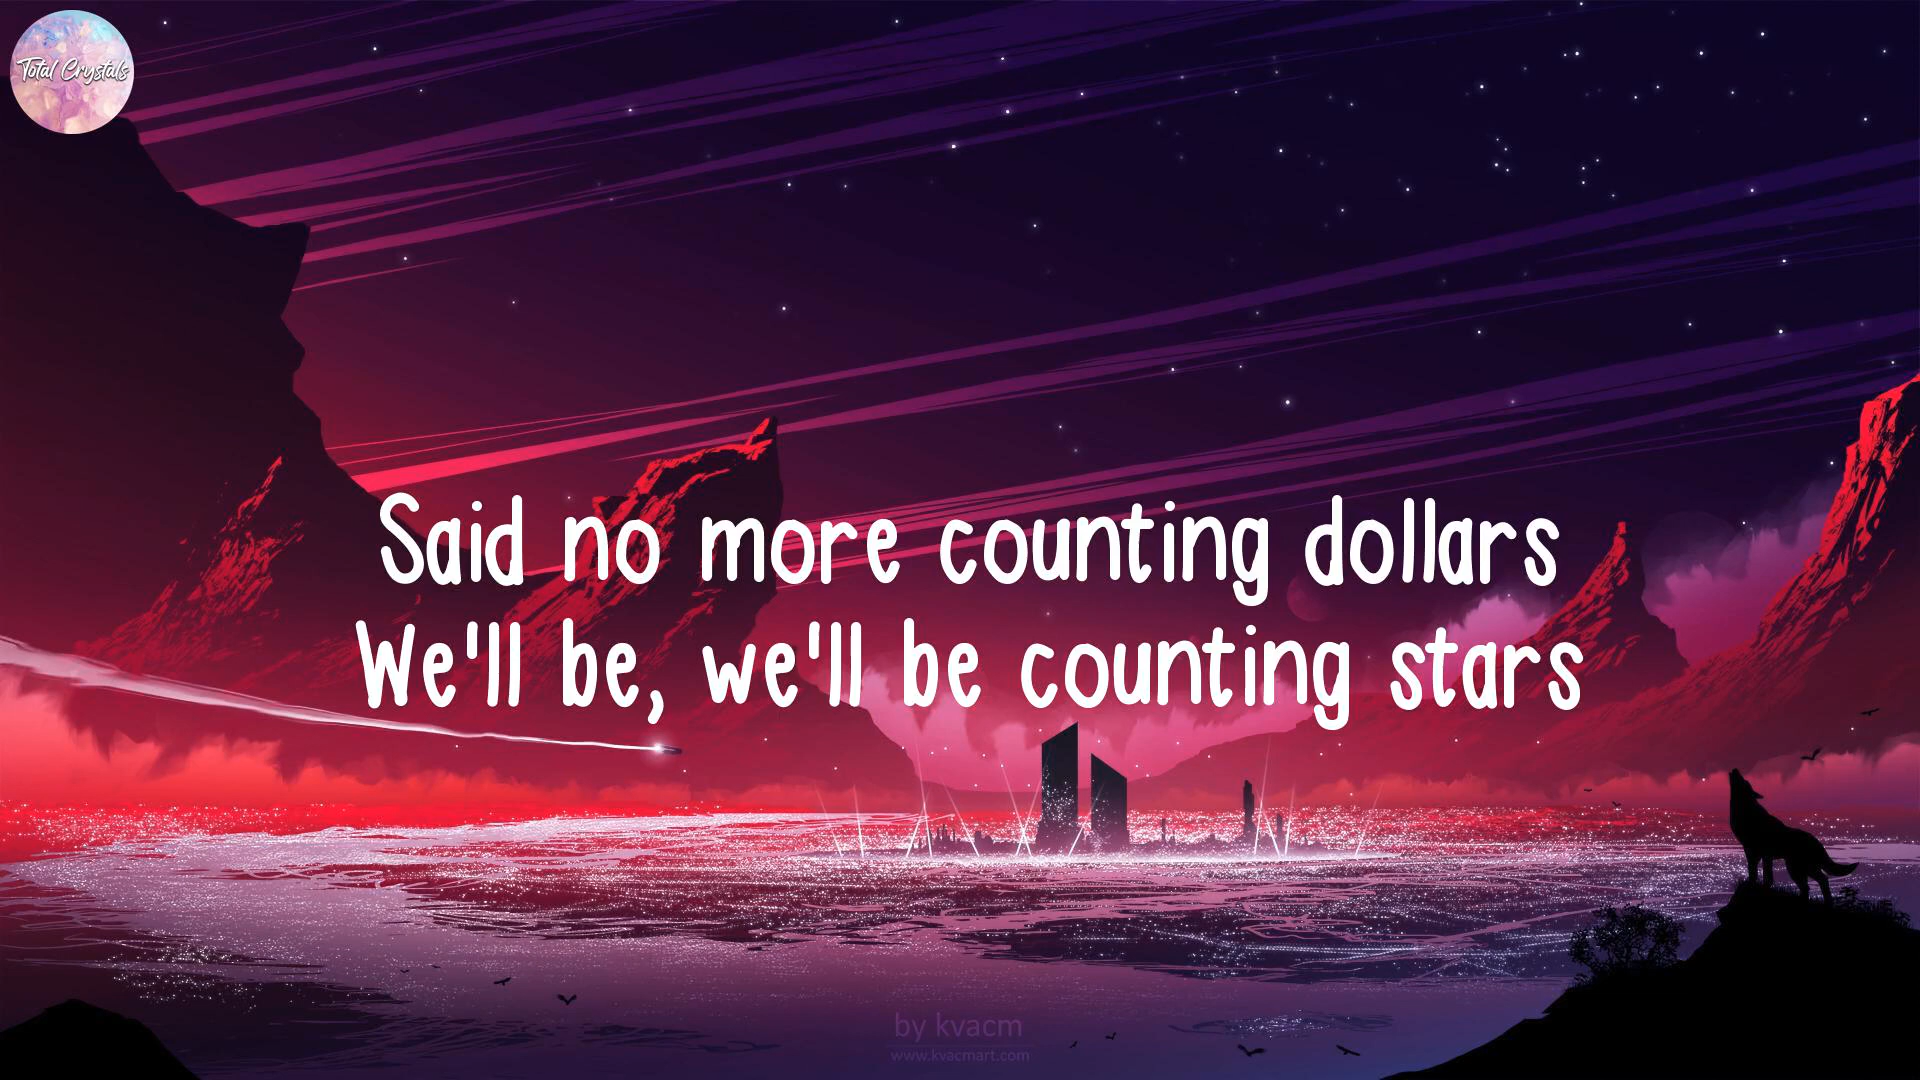 Total Crystals
Said no more counting dollars
We'll be, we'll be counting stars
by kvacm
www.kvacmart.com